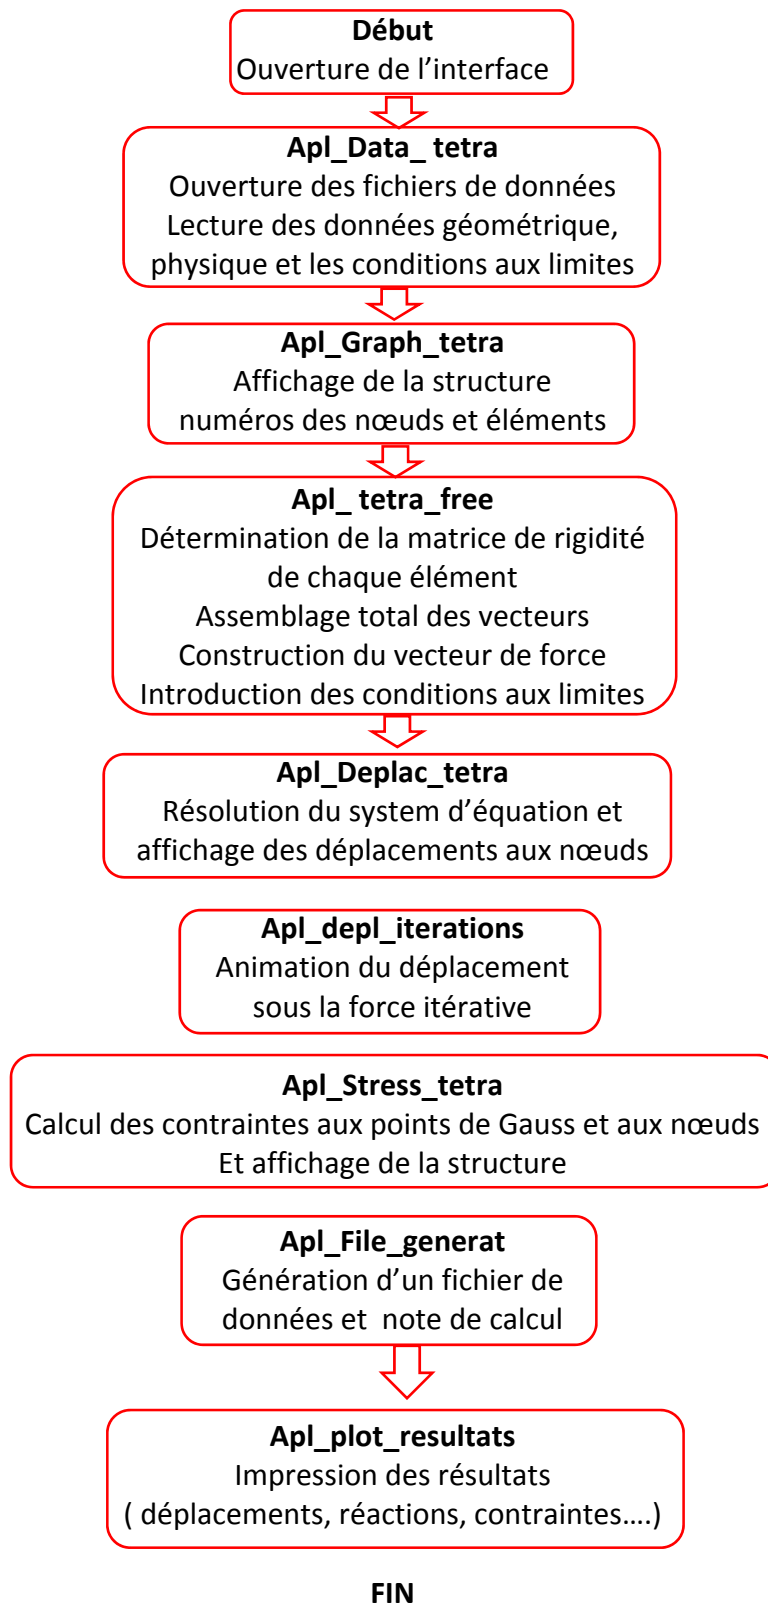 Début
Ouverture de l’interface
Apl_Data_ tetra
Ouverture des fichiers de données
Lecture des données géométrique,
physique et les conditions aux limites
Apl_Graph_tetra
Affichage de la structure
numéros des nœuds et éléments
Apl_ tetra_free
Détermination de la matrice de rigidité
de chaque élément
Assemblage total des vecteurs
Construction du vecteur de force
Introduction des conditions aux limites
Apl_Deplac_tetra
Résolution du system d’équation et
affichage des déplacements aux nœuds
Apl_depl_iterations
Animation du déplacement
sous la force itérative
Apl_Stress_tetra
Calcul des contraintes aux points de Gauss et aux nœuds
Et affichage de la structure
Apl_File_generat
Génération d’un fichier de
données et  note de calcul
Apl_plot_resultats
Impression des résultats
( déplacements, réactions, contraintes….)
FIN